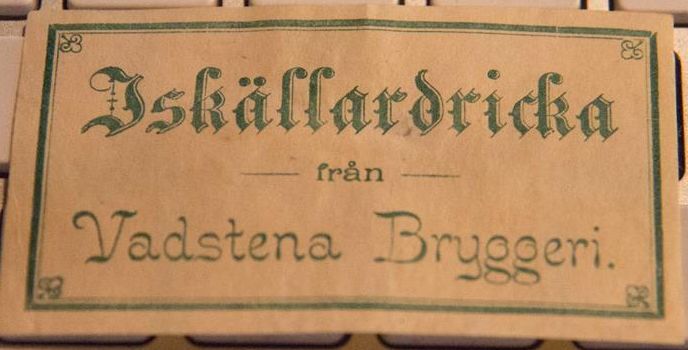 Iskällardricka
från
Vadstena Bryggeri.